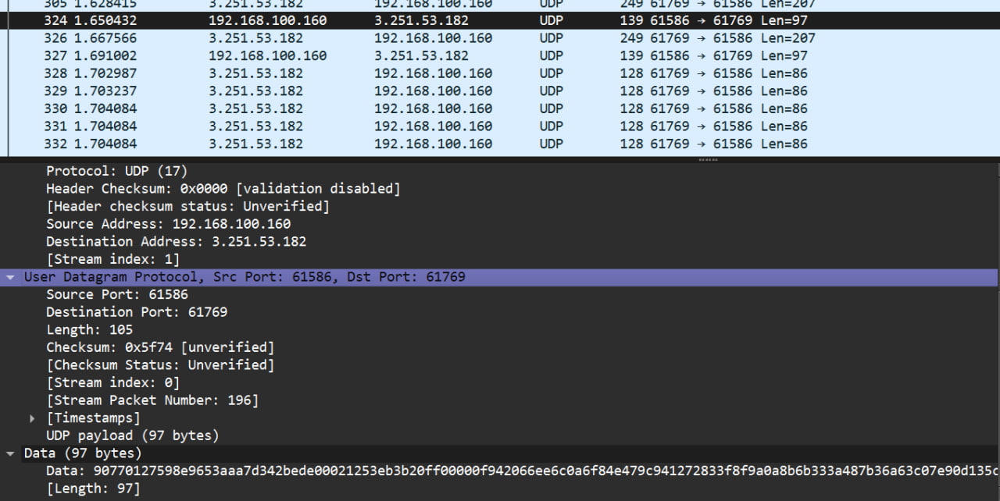 305 1.628415 3.251.53.182 192.168.100.160 UDP 249 61769 → 61586 Len=207
324 1.650432 192.168.100.160 3.251.53.182 UDP 139 61586 → 61769 Len=97
326 1.667566 3.251.53.182 192.168.100.160 UDP 249 61769 → 61586 Len=207
327 1.691002 192.168.100.160 3.251.53.182 UDP 139 61586 → 61769 Len=97
328 1.702987 3.251.53.182 192.168.100.160 UDP 128 61769 → 61586 Len=86
329 1.703237 3.251.53.182 192.168.100.160 UDP 128 61769 → 61586 Len=86
330 1.704084 3.251.53.182 192.168.100.160 UDP 128 61769 → 61586 Len=86
331 1.704084 3.251.53.182 192.168.100.160 UDP 128 61769 → 61586 Len=86
332 1.704084 3.251.53.182 192.168.100.160 UDP 128 61769 → 61586 Len=86
Protocol: UDP (17)
Header Checksum: 0x0000 [validation disabled]
[Header checksum status: Unverified]
Source Address: 192.168.100.160
Destination Address: 3.251.53.182
[Stream index: 1]
User Datagram Protocol, Src Port: 61586, Dst Port: 61769
Source Port: 61586
Destination Port: 61769
Length: 105
Checksum: 0x5f74 [unverified]
[Checksum Status: Unverified]
[Stream index: 0]
[Stream Packet Number: 196]
[Timestamps]
UDP payload (97 bytes)
Data (97 bytes)
Data: 90770127598e9653aaa7d342bede00021253eb3b20ff00000f942066ee6c0a6f84e479c941272833f8f9a0a8b6b333a487b36a63c07e90d135c
[Length: 97]